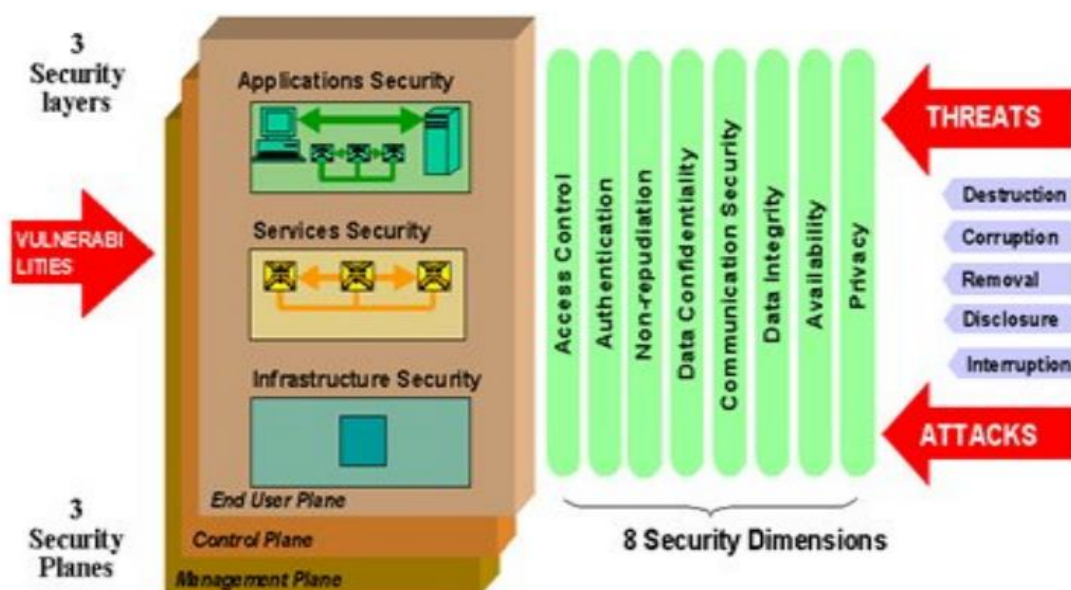 3
Security
layers
Applications Security
Services Security
Infrastructure Security
End User Plane
Control Plane
Management Plane
VULNERABI
LITIES
3
Security
Planes
Access Control
Authentication
Non-repudiation
Data Confidentiality
Communication Security
Data Integrity
Availability
Privacy
8 Security Dimensions
THREATS
Destruction
Corruption
Removal
Disclosure
Interruption
ATTACKS